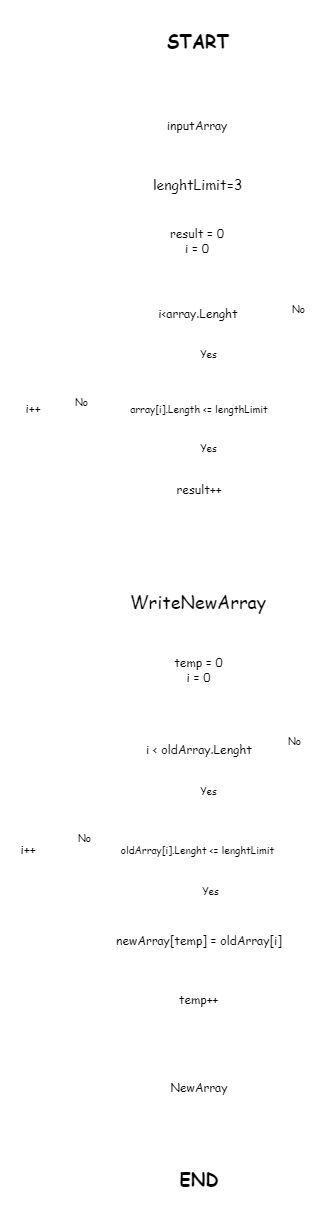 START
inputArray
lenghtLimit=3
result = 0
i = 0
i<array.Lenght
No
Yes
i++
No
array[i].Length <= lengthLimit
Yes
result++
WriteNewArray
temp = 0
i = 0
i < oldArray.Lenght
No
Yes
i++
No
oldArray[i].Lenght <= lenghtLimit
Yes
newArray[temp] = oldArray[i]
temp++
NewArray
END